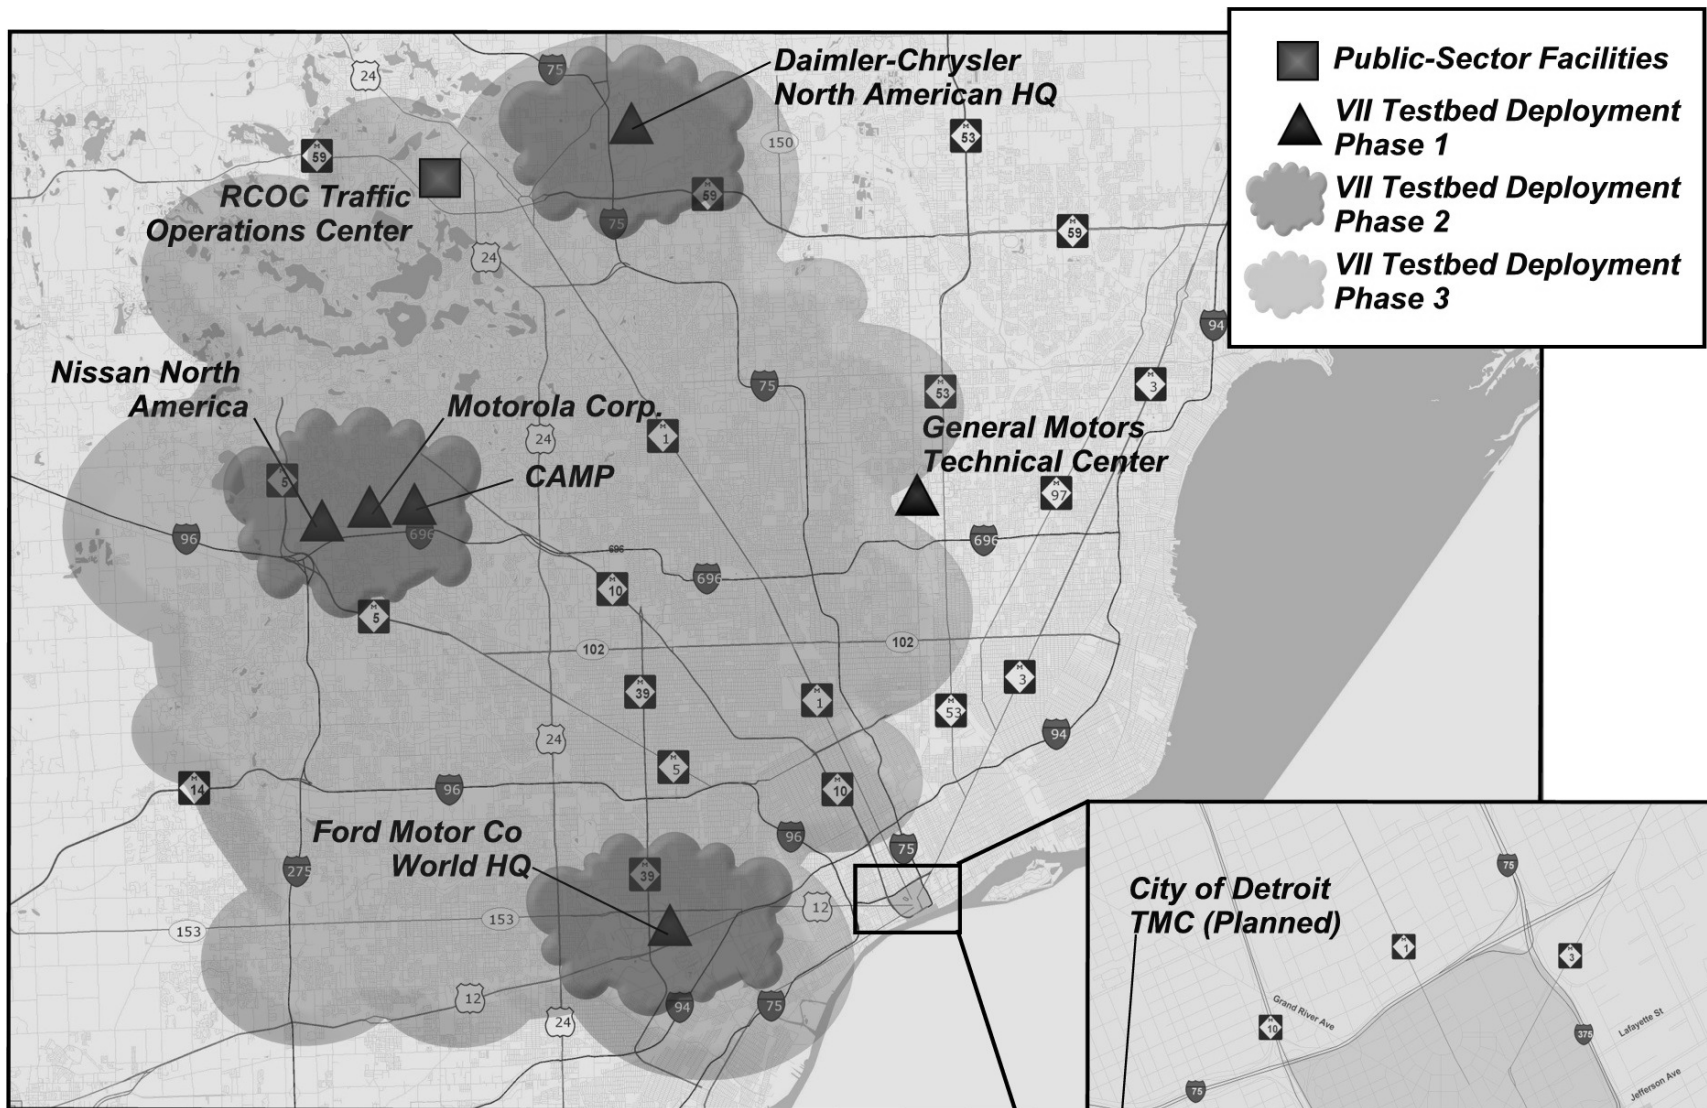 Public-Sector Facilities
VII Testbed Deployment
Phase 1
VII Testbed Deployment
Phase 2
VII Testbed Deployment
Phase 3
Daimler-Chrysler
North American HQ
75
24
150
M
53
M
59
RCOC Traffic
Operations Center
M
59
75
M
59
24
94
Nissan North
America
Motorola Corp.
CAMP
75
M
53
M
3
General Motors
Technical Center
24
M
1
M
5
M
97
96
696
696
696
696
M
10
M
5
102
102
M
39
M
1
M
3
M
53
24
94
M
5
M
14
96
M
10
Ford Motor Co
World HQ
96
75
275
M
39
153
153
12
12
24
94
75
City of Detroit
TMC (Planned)
75
M
1
M
3
Grand River Ave
M
10
375
Lafayette St
75
Jefferson Ave